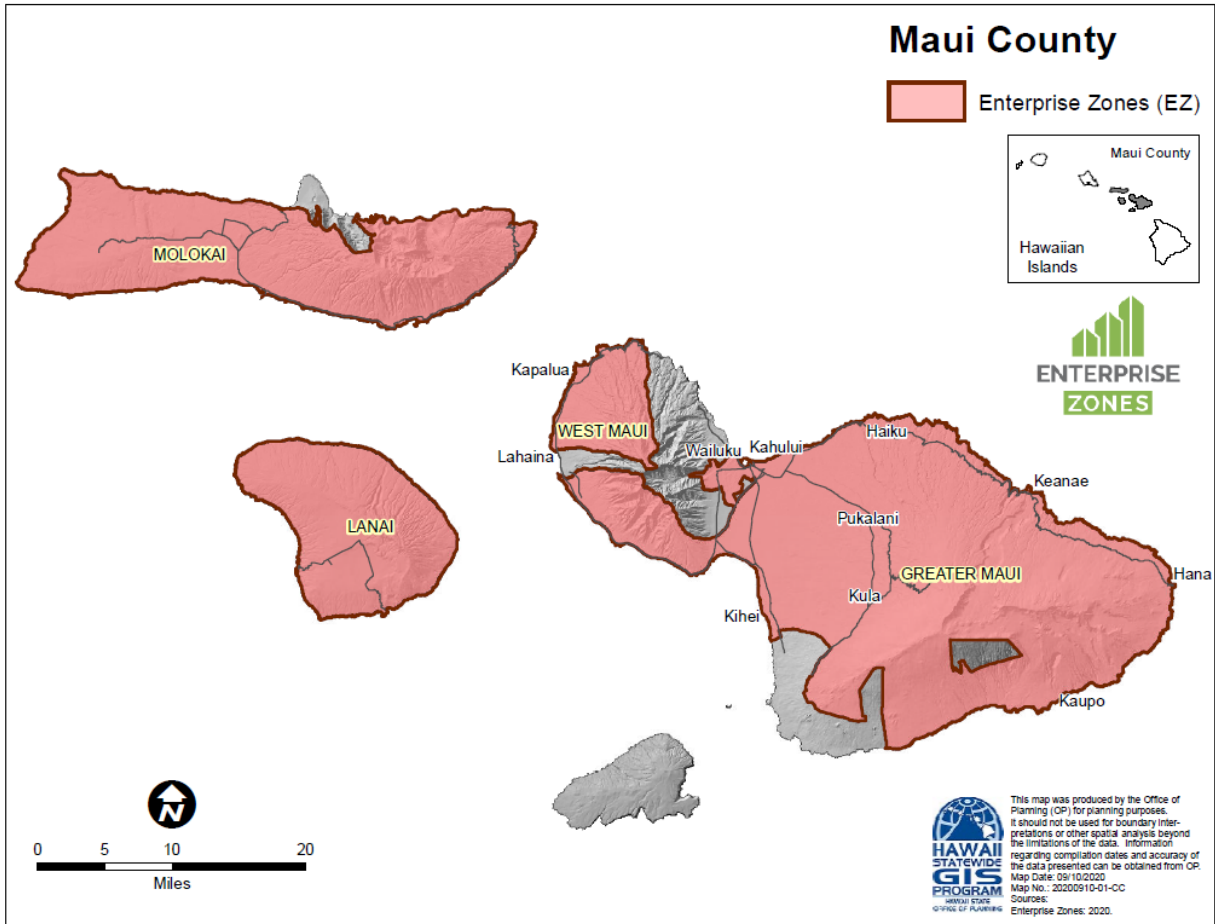 Maui County
Enterprise Zones (EZ)
Maui County
Hawaiian
Islands
ENTERPRISE
ZONES
MOLOKAI
Kapalua
WEST MAUI
Lahaina
Wailuku
Kahului
Haiku
Keanae
LANAI
Pukalani
GREATER MAUI
Hana
Kula
Kihei
Kaupo
N
0 5 10 20
Miles
HAWAII
STATEWIDE
GIS
PROGRAM
HAWAII STATE
OFFICE OF PLANNING
This map was produced by the Office of
Planning (OP) for planning purposes.
It should not be used for boundary inter-
pretations or other spatial analysis beyond
the limitations of the data. Information
regarding compilation dates and accuracy of
the data presented can be obtained from OP.
Map Date: 09/10/2020
Map No.: 20200910-01-CC
Sources:
Enterprise Zones: 2020.